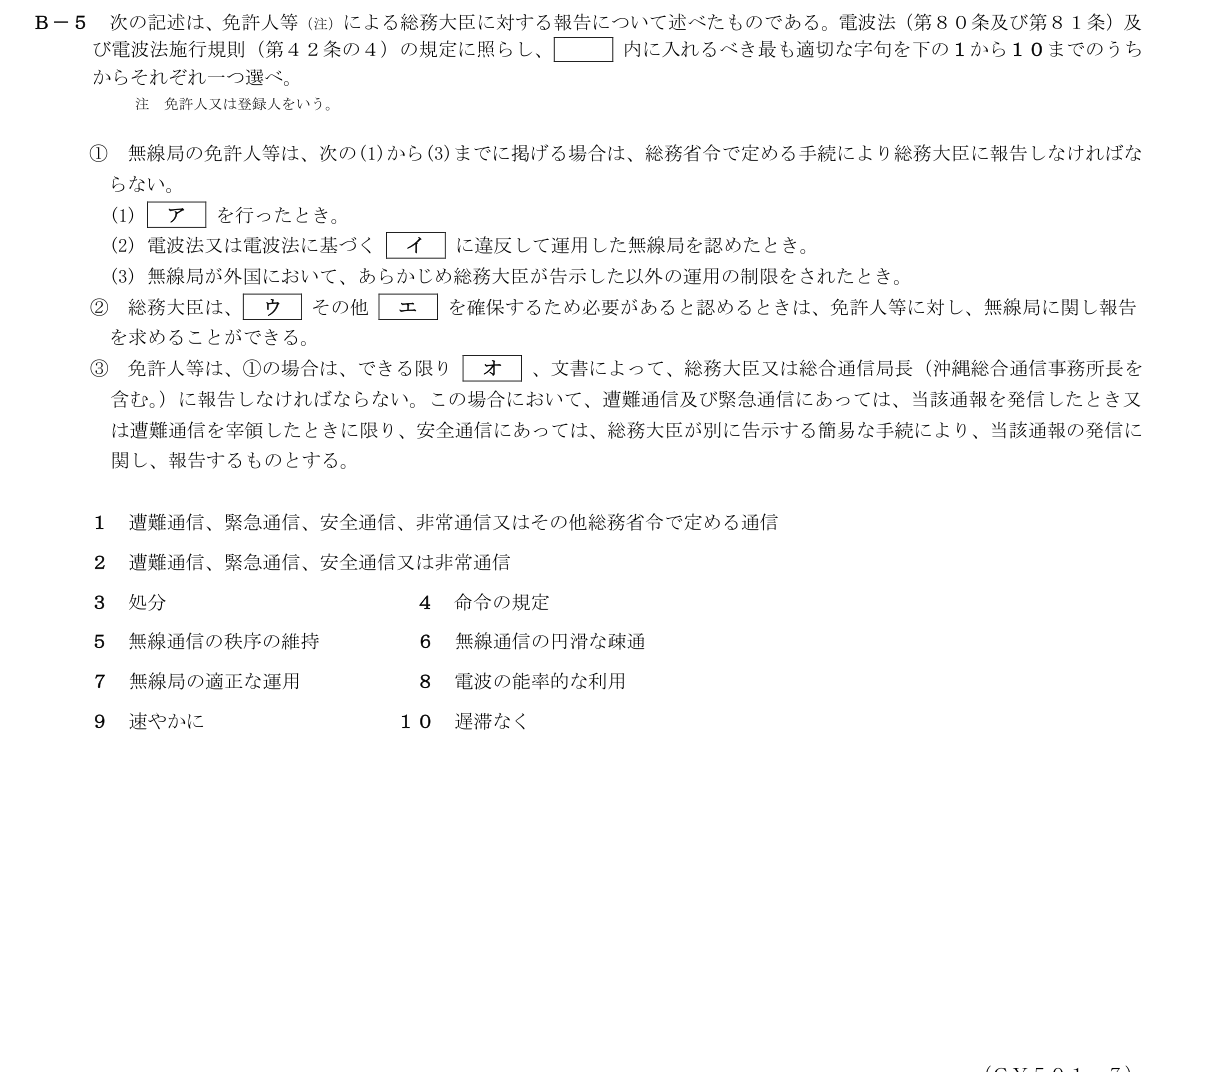 Ｂ－５　次の記述は、免許人等（注）による総務大臣に対する報告について述べたものである。電波法（第８０条及び第８１条）及
び電波法施行規則（第４２条の４）の規定に照らし、　　　内に入れるべき最も適切な字句を下の１から１０までのうち
からそれぞれ一つ選べ。
注　免許人又は登録人をいう。
①　無線局の免許人等は、次の(1)から(3)までに掲げる場合は、総務省令で定める手続により総務大臣に報告しなければな
らない。
(1) ア を行ったとき。
(2) 電波法又は電波法に基づく イ に違反して運用した無線局を認めたとき。
(3) 無線局が外国において、あらかじめ総務大臣が告示した以外の運用の制限をされたとき。
②　総務大臣は、 ウ その他 エ を確保するため必要があると認めるときは、免許人等に対し、無線局に関し報告
を求めることができる。
③　免許人等は、①の場合は、できる限り オ 、文書によって、総務大臣又は総合通信局長（沖縄総合通信事務所長を
含む。）に報告しなければならない。この場合において、遭難通信及び緊急通信にあっては、当該通報を発信したとき又
は遭難通信を宰領したときに限り、安全通信にあっては、総務大臣が別に告示する簡易な手続により、当該通報の発信に
関し、報告するものとする。
１　遭難通信、緊急通信、安全通信、非常通信又はその他総務省令で定める通信
２　遭難通信、緊急通信、安全通信又は非常通信
３　処分　４　命令の規定
５　無線通信の秩序の維持　６　無線通信の円滑な疎通
７　無線局の適正な運用　８　電波の能率的な利用
９　速やかに　１０　遅滞なく